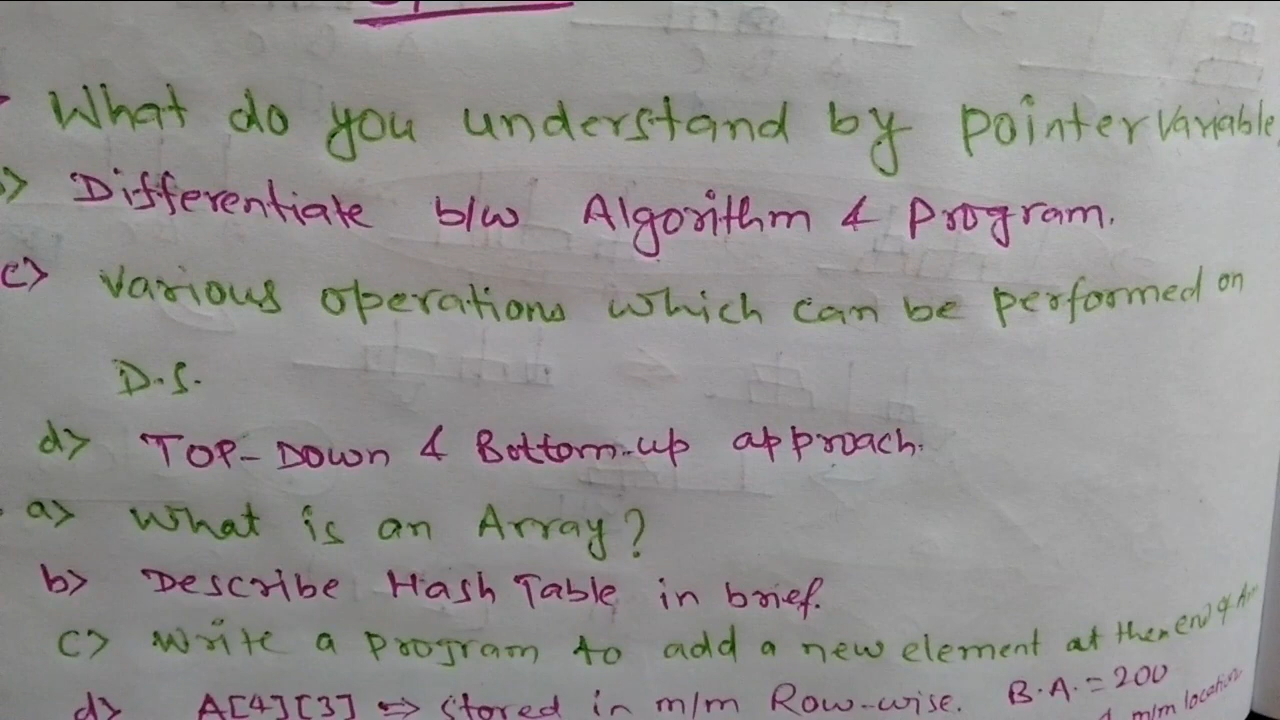 What do you understand by pointer variable
Differentiate b/w Algorithm & Program.
c> Various operations which can be performed on
D.S.
d> TOP-DOWN & Bottom-up approach.
a> What is an Array?
b> Describe Hash Table in brief.
c> Write a program to add a new element at the end of
d> A[4][3] ⇒ stored in m/m Row-wise. B.A. = 200
m/m location